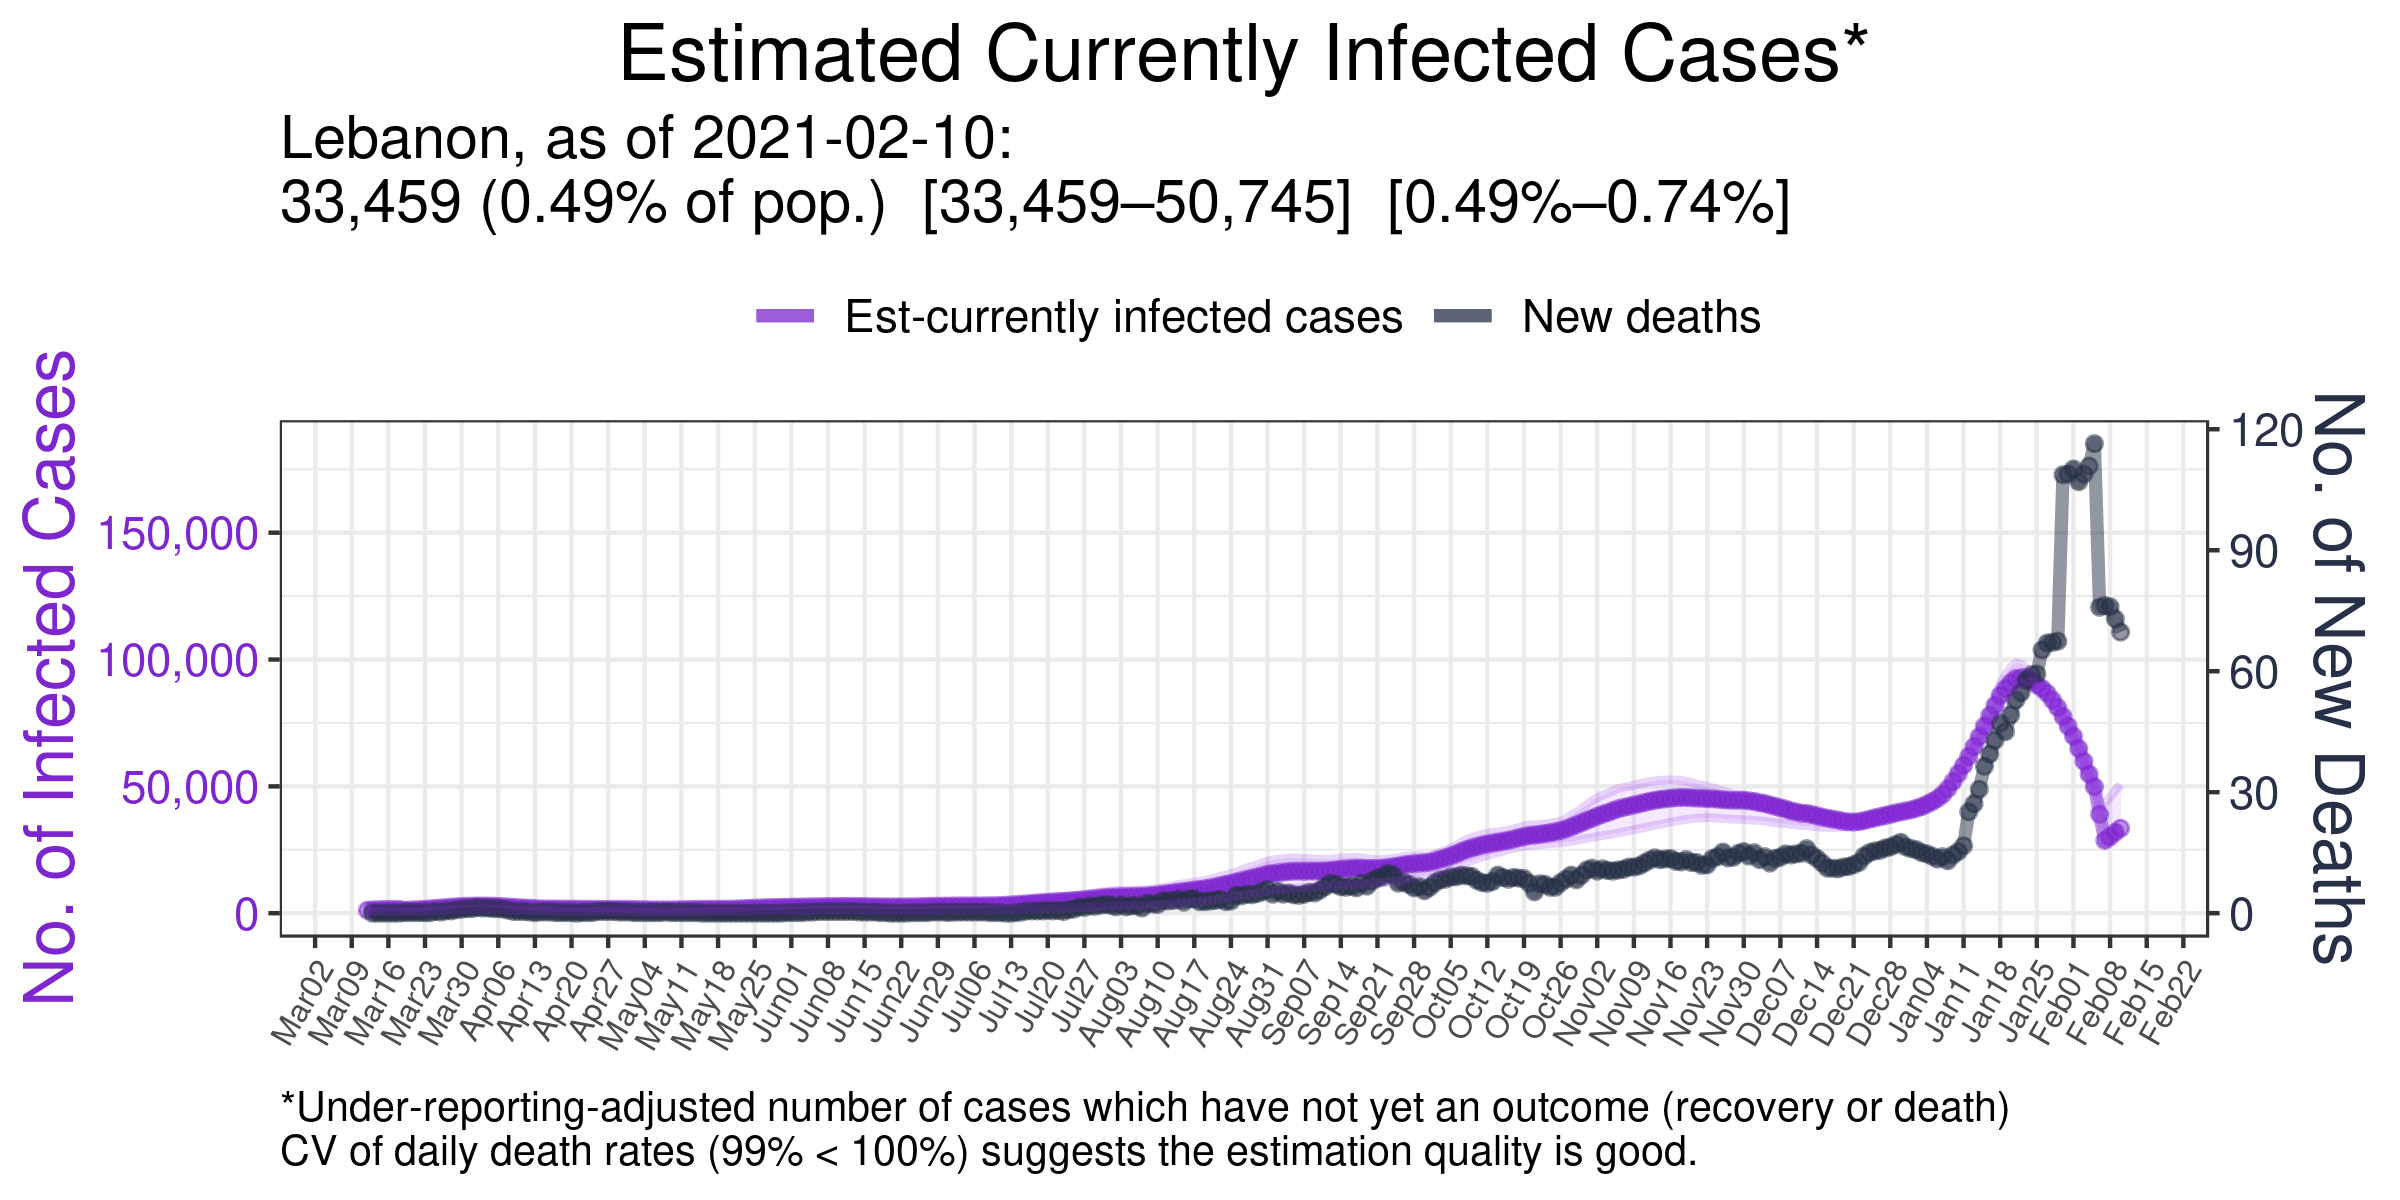 Estimated Currently Infected Cases*
Lebanon, as of 2021-02-10:
33,459 (0.49% of pop.) [33,459–50,745] [0.49%–0.74%]
Est-currently infected cases New deaths
No. of Infected Cases
150,000
100,000
50,000
0
120
90
60
30
0
No. of New Deaths
Mar02 Mar09 Mar16 Mar23 Mar30 Apr06 Apr13 Apr20 Apr27 May04 May11 May18 May25 Jun01 Jun08 Jun15 Jun22 Jun29 Jul06 Jul13 Jul20 Jul27 Aug03 Aug10 Aug17 Aug24 Aug31 Sep07 Sep14 Sep21 Sep28 Oct05 Oct12 Oct19 Oct26 Nov02 Nov09 Nov16 Nov23 Nov30 Dec07 Dec14 Dec21 Dec28 Jan04 Jan11 Jan18 Jan25 Feb01 Feb08 Feb15 Feb22
*Under-reporting-adjusted number of cases which have not yet an outcome (recovery or death)
CV of daily death rates (99% < 100%) suggests the estimation quality is good.